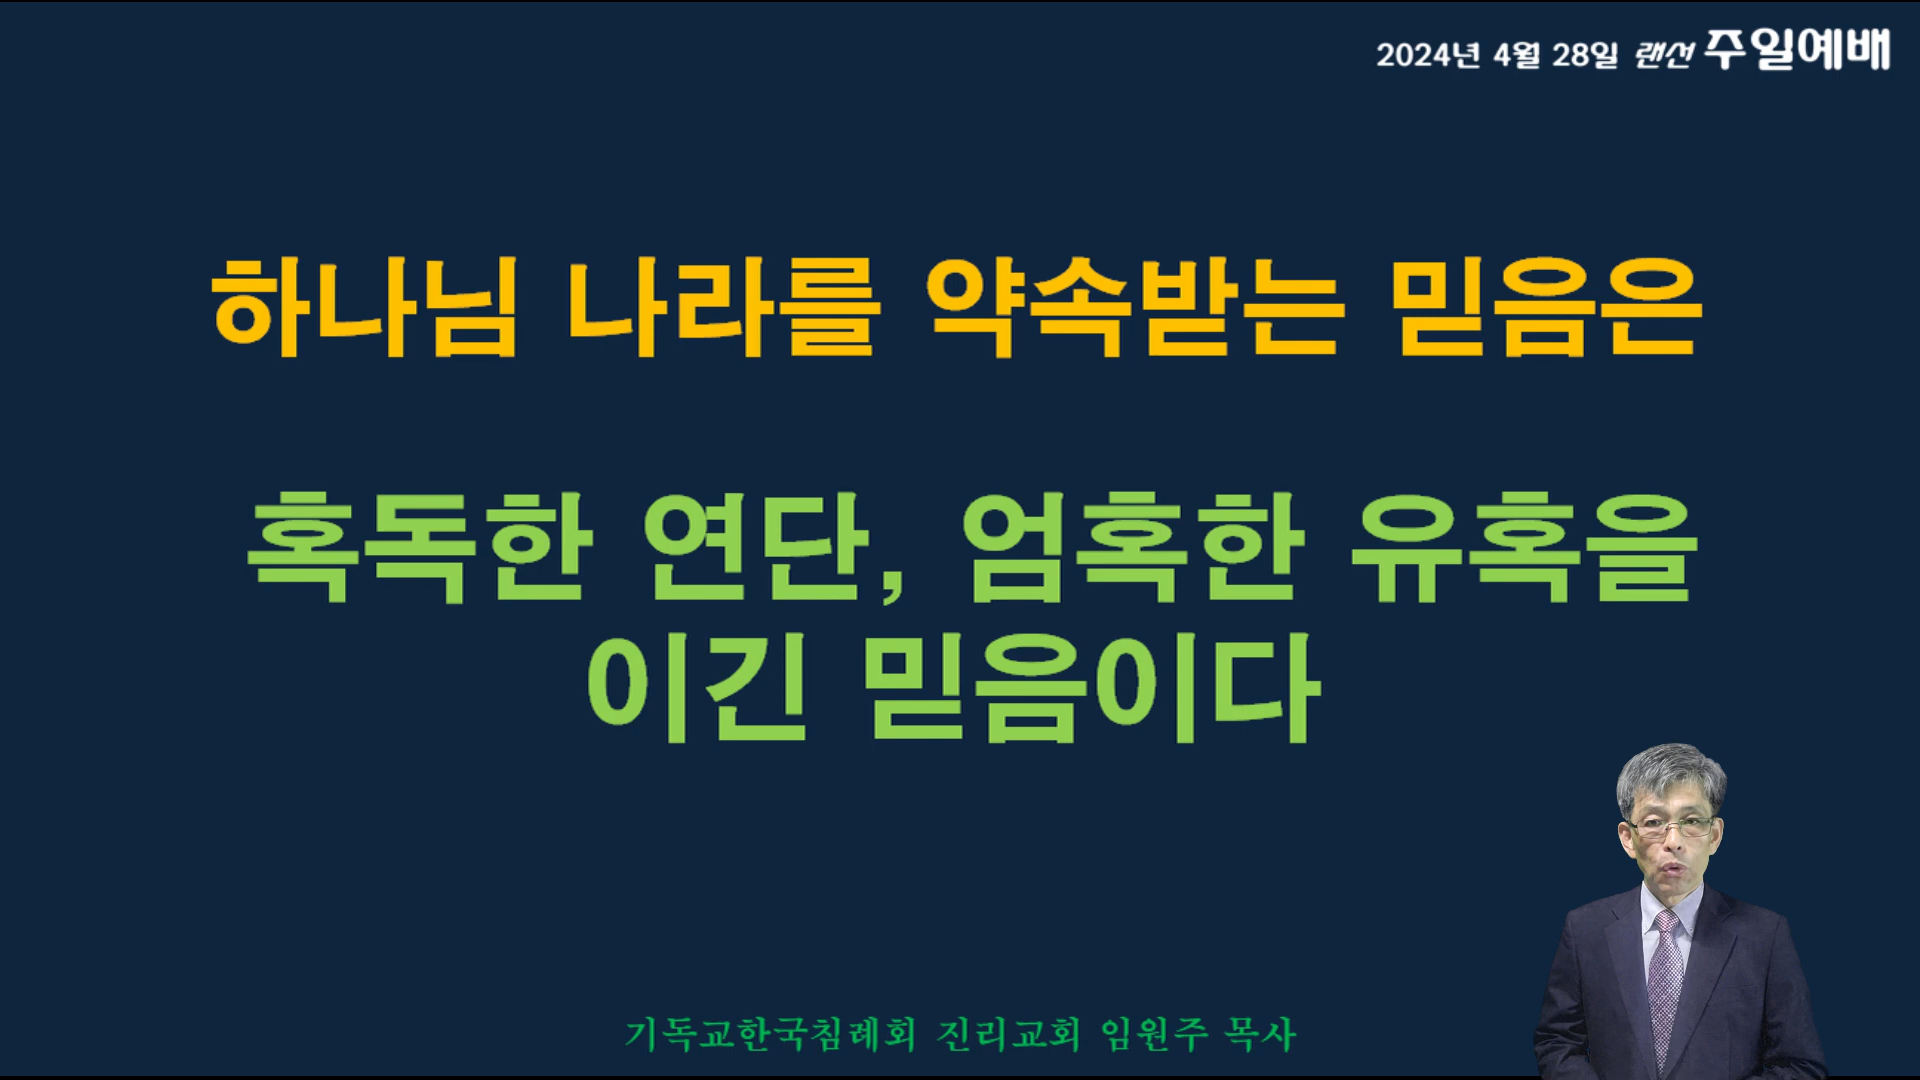 2024년 4월 28일 랜선 주일예배
하나님 나라를 약속받는 믿음은
혹독한 연단, 엄혹한 유혹을
이긴 믿음이다
기독교한국침례회 진리교회 임원주 목사